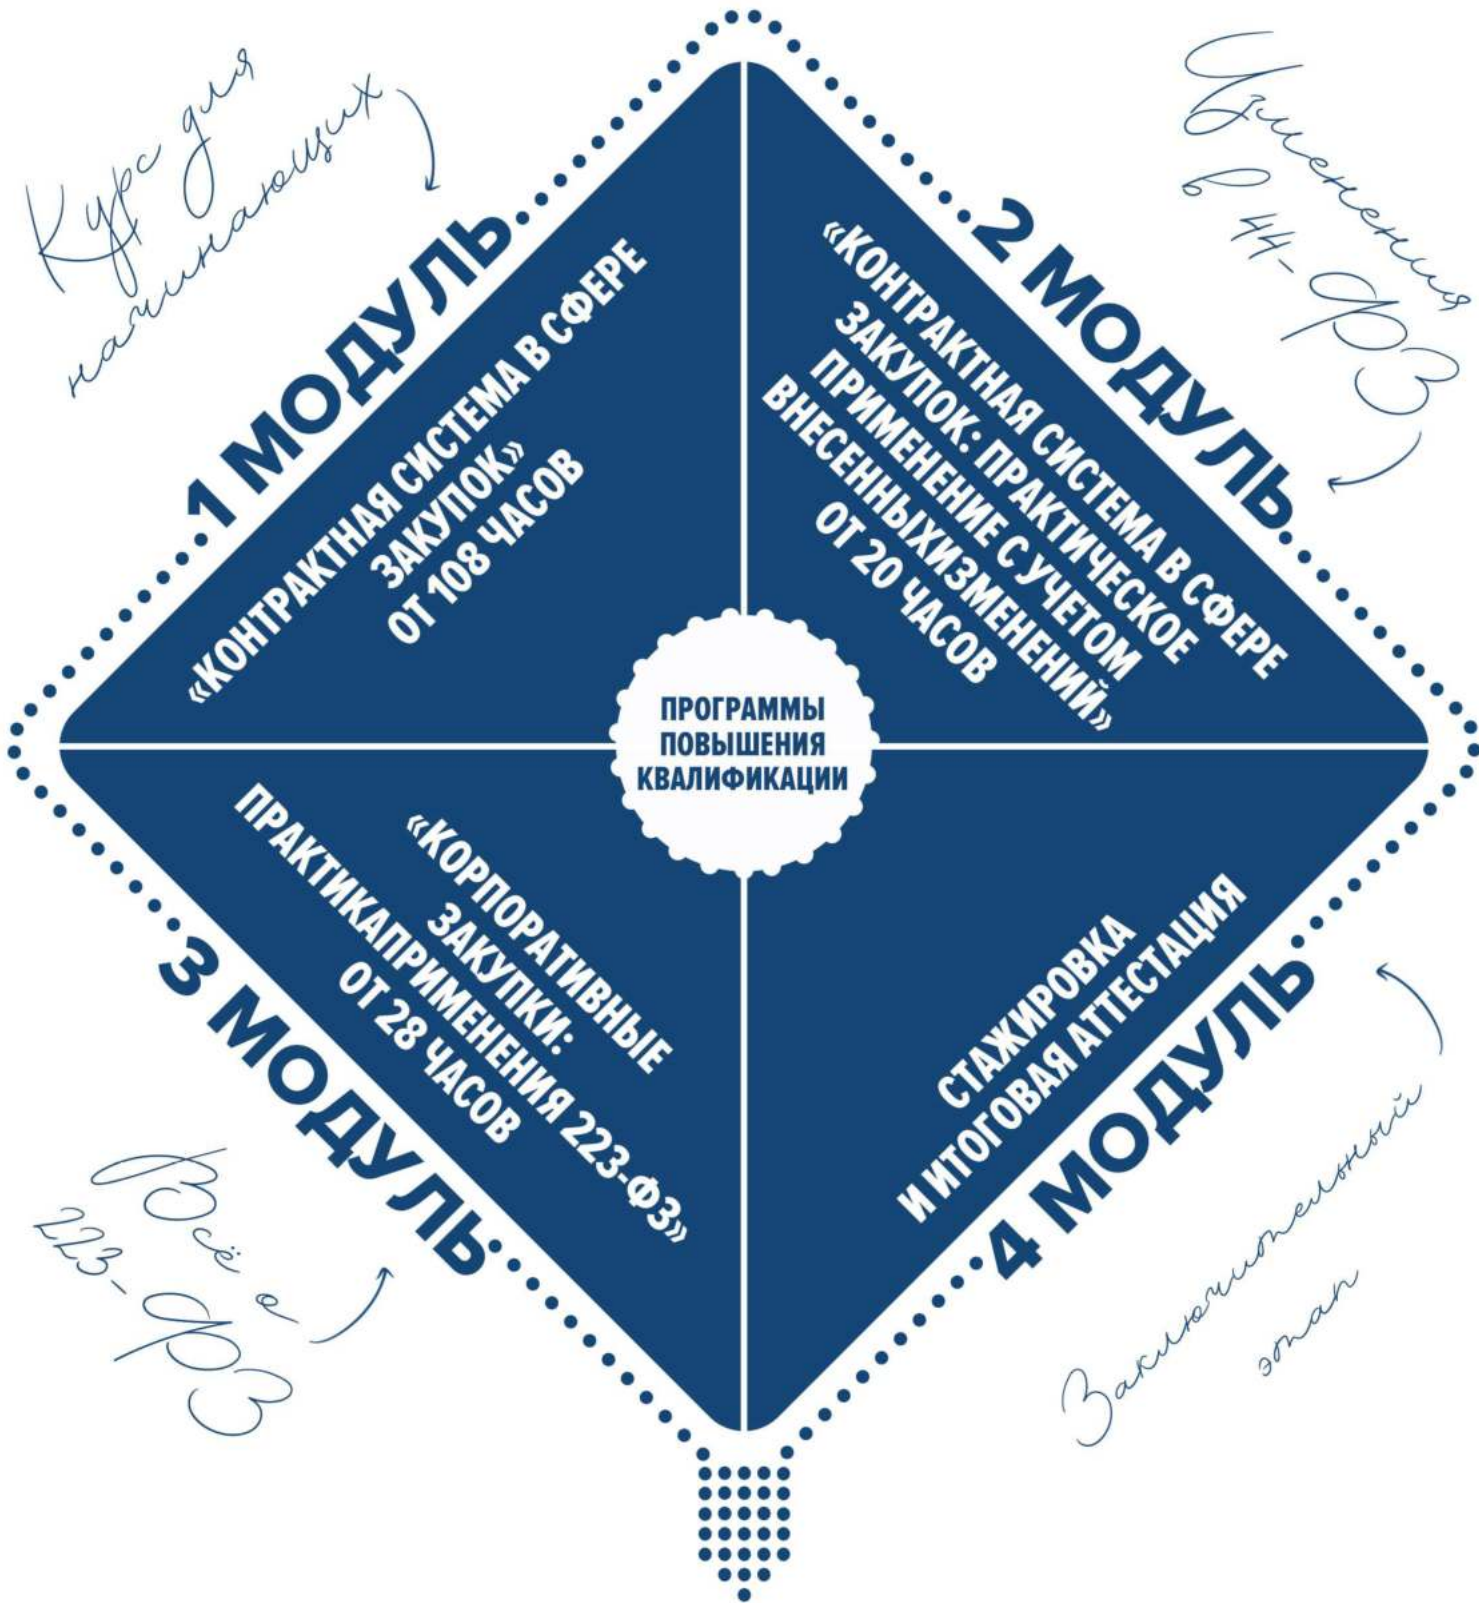 Курс для
начинающих
1 МОДУЛЬ
«КОНТРАКТНАЯ СИСТЕМА В СФЕРЕ
ЗАКУПОК»
ОТ 108 ЧАСОВ
Изменения
в 44-ФЗ
2 МОДУЛЬ
«КОНТРАКТНАЯ СИСТЕМА В СФЕРЕ
ЗАКУПОК: ПРАКТИЧЕСКОЕ
ПРИМЕНЕНИЕ С УЧЕТОМ
ВНЕСЕННЫХИЗМЕНЕНИЙ»
ОТ 20 ЧАСОВ
ПРОГРАММЫ
ПОВЫШЕНИЯ
КВАЛИФИКАЦИИ
«КОРПОРАТИВНЫЕ
ЗАКУПКИ:
ПРАКТИКАПРИМЕНЕНИЯ 223-ФЗ»
ОТ 28 ЧАСОВ
3 МОДУЛЬ
Всё о
223-ФЗ
СТАЖИРОВКА
И ИТОГОВАЯ АТТЕСТАЦИЯ
4 МОДУЛЬ
Заключительный
этап